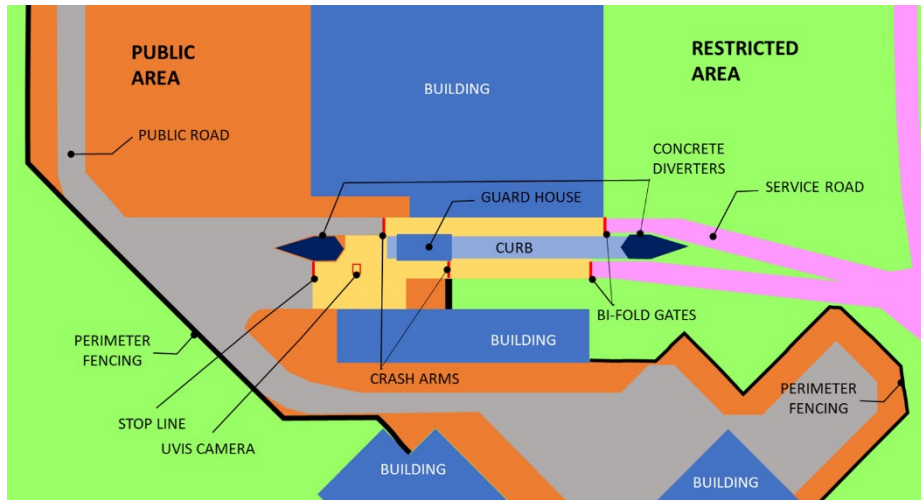 PUBLIC
AREA
RESTRICTED
AREA
BUILDING
PUBLIC ROAD
CONCRETE
DIVERTERS
GUARD HOUSE
SERVICE ROAD
CURB
BI-FOLD GATES
PERIMETER
FENCING
BUILDING
CRASH ARMS
PERIMETER
FENCING
STOP LINE
UVIS CAMERA
BUILDING
BUILDING